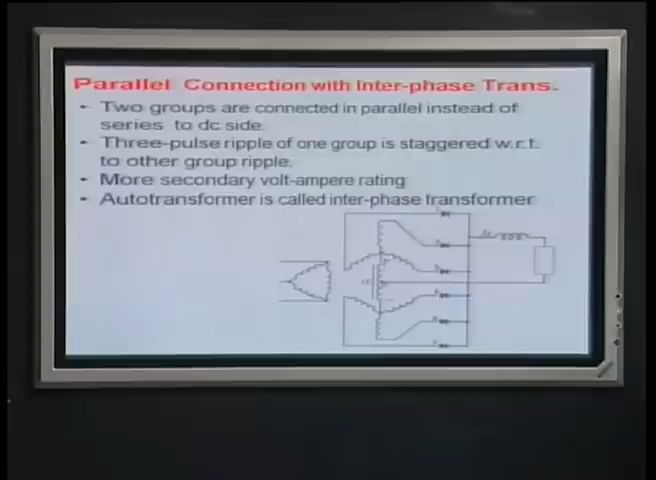 Parallel Connection with Inter-phase Trans.
• Two groups are connected in parallel instead of
series to dc side.
• Three-pulse ripple of one group is staggered w.r.t.
to other group ripple.
• More secondary volt-ampere rating
• Autotransformer is called inter-phase transformer